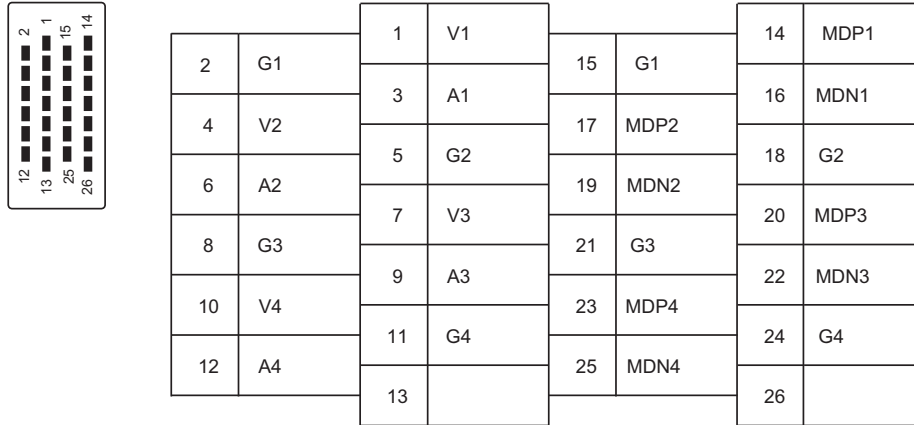 2 1 15 14
12 13 25 26
1 V1
14 MDP1
2 G1
15 G1
3 A1
16 MDN1
4 V2
17 MDP2
5 G2
18 G2
6 A2
19 MDN2
7 V3
20 MDP3
8 G3
21 G3
9 A3
22 MDN3
10 V4
23 MDP4
11 G4
24 G4
12 A4
25 MDN4
13
26